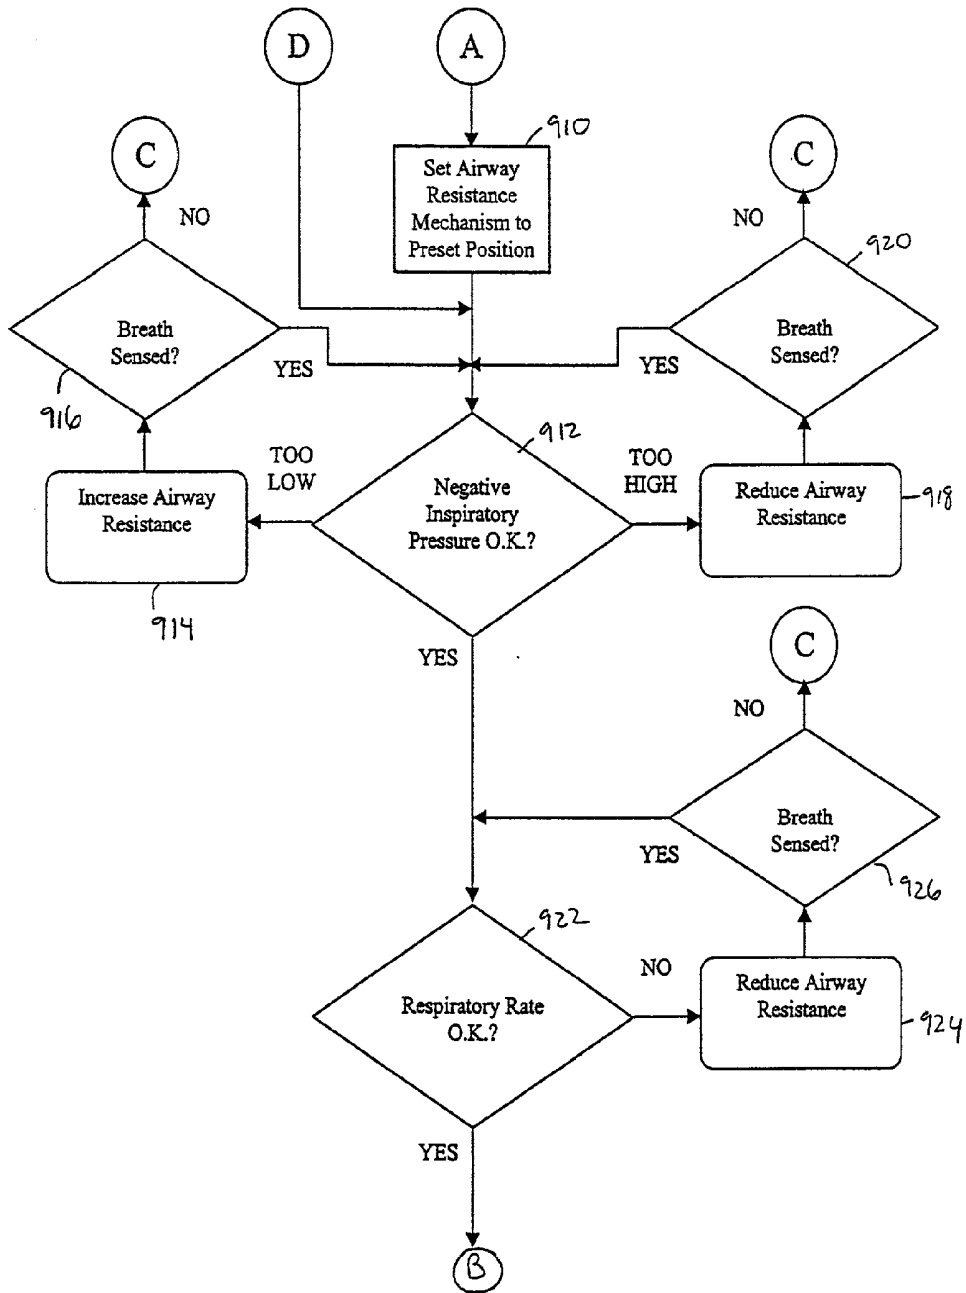 D
A
910
Set Airway
Resistance
Mechanism to
Preset Position
C
NO
Breath
Sensed?
YES
916
C
NO
920
Breath
Sensed?
YES
912
Negative
Inspiratory
Pressure O.K.?
TOO
LOW
TOO
HIGH
Increase Airway
Resistance
914
Reduce Airway
Resistance
918
YES
C
NO
Breath
Sensed?
YES
926
922
Respiratory Rate
O.K.?
NO
Reduce Airway
Resistance
924
YES
B